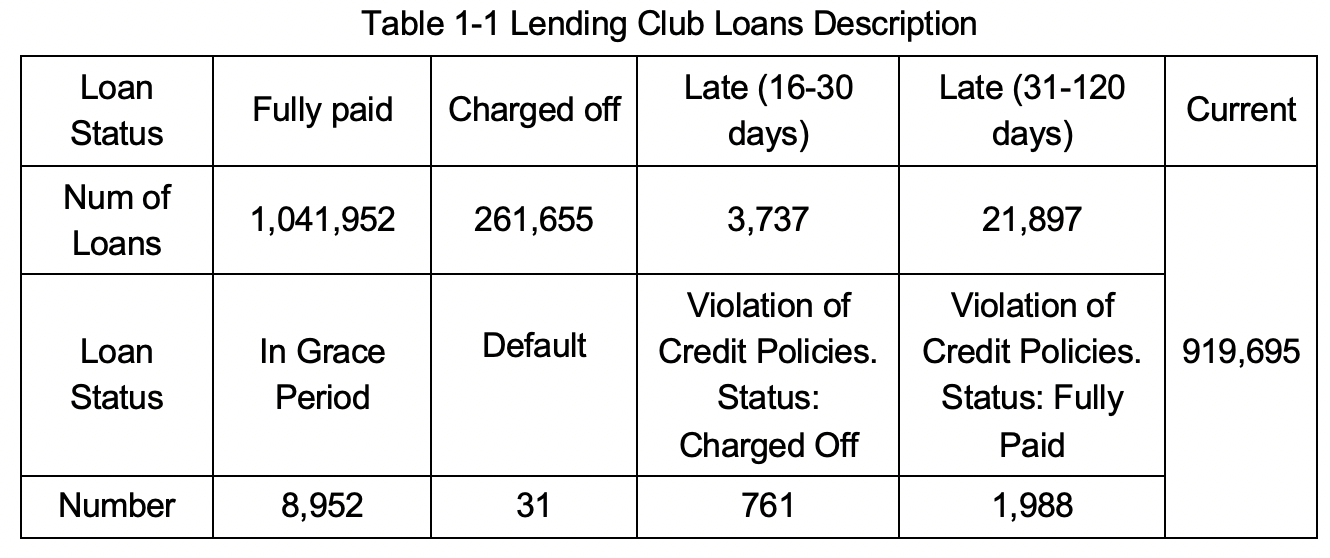 Table 1-1 Lending Club Loans Description
Loan Status Fully paid Charged off Late (16-30 days) Late (31-120 days) Current
Num of Loans 1,041,952 261,655 3,737 21,897 919,695
Loan Status In Grace Period Default Violation of Credit Policies. Status: Charged Off Violation of Credit Policies. Status: Fully Paid
Number 8,952 31 761 1,988